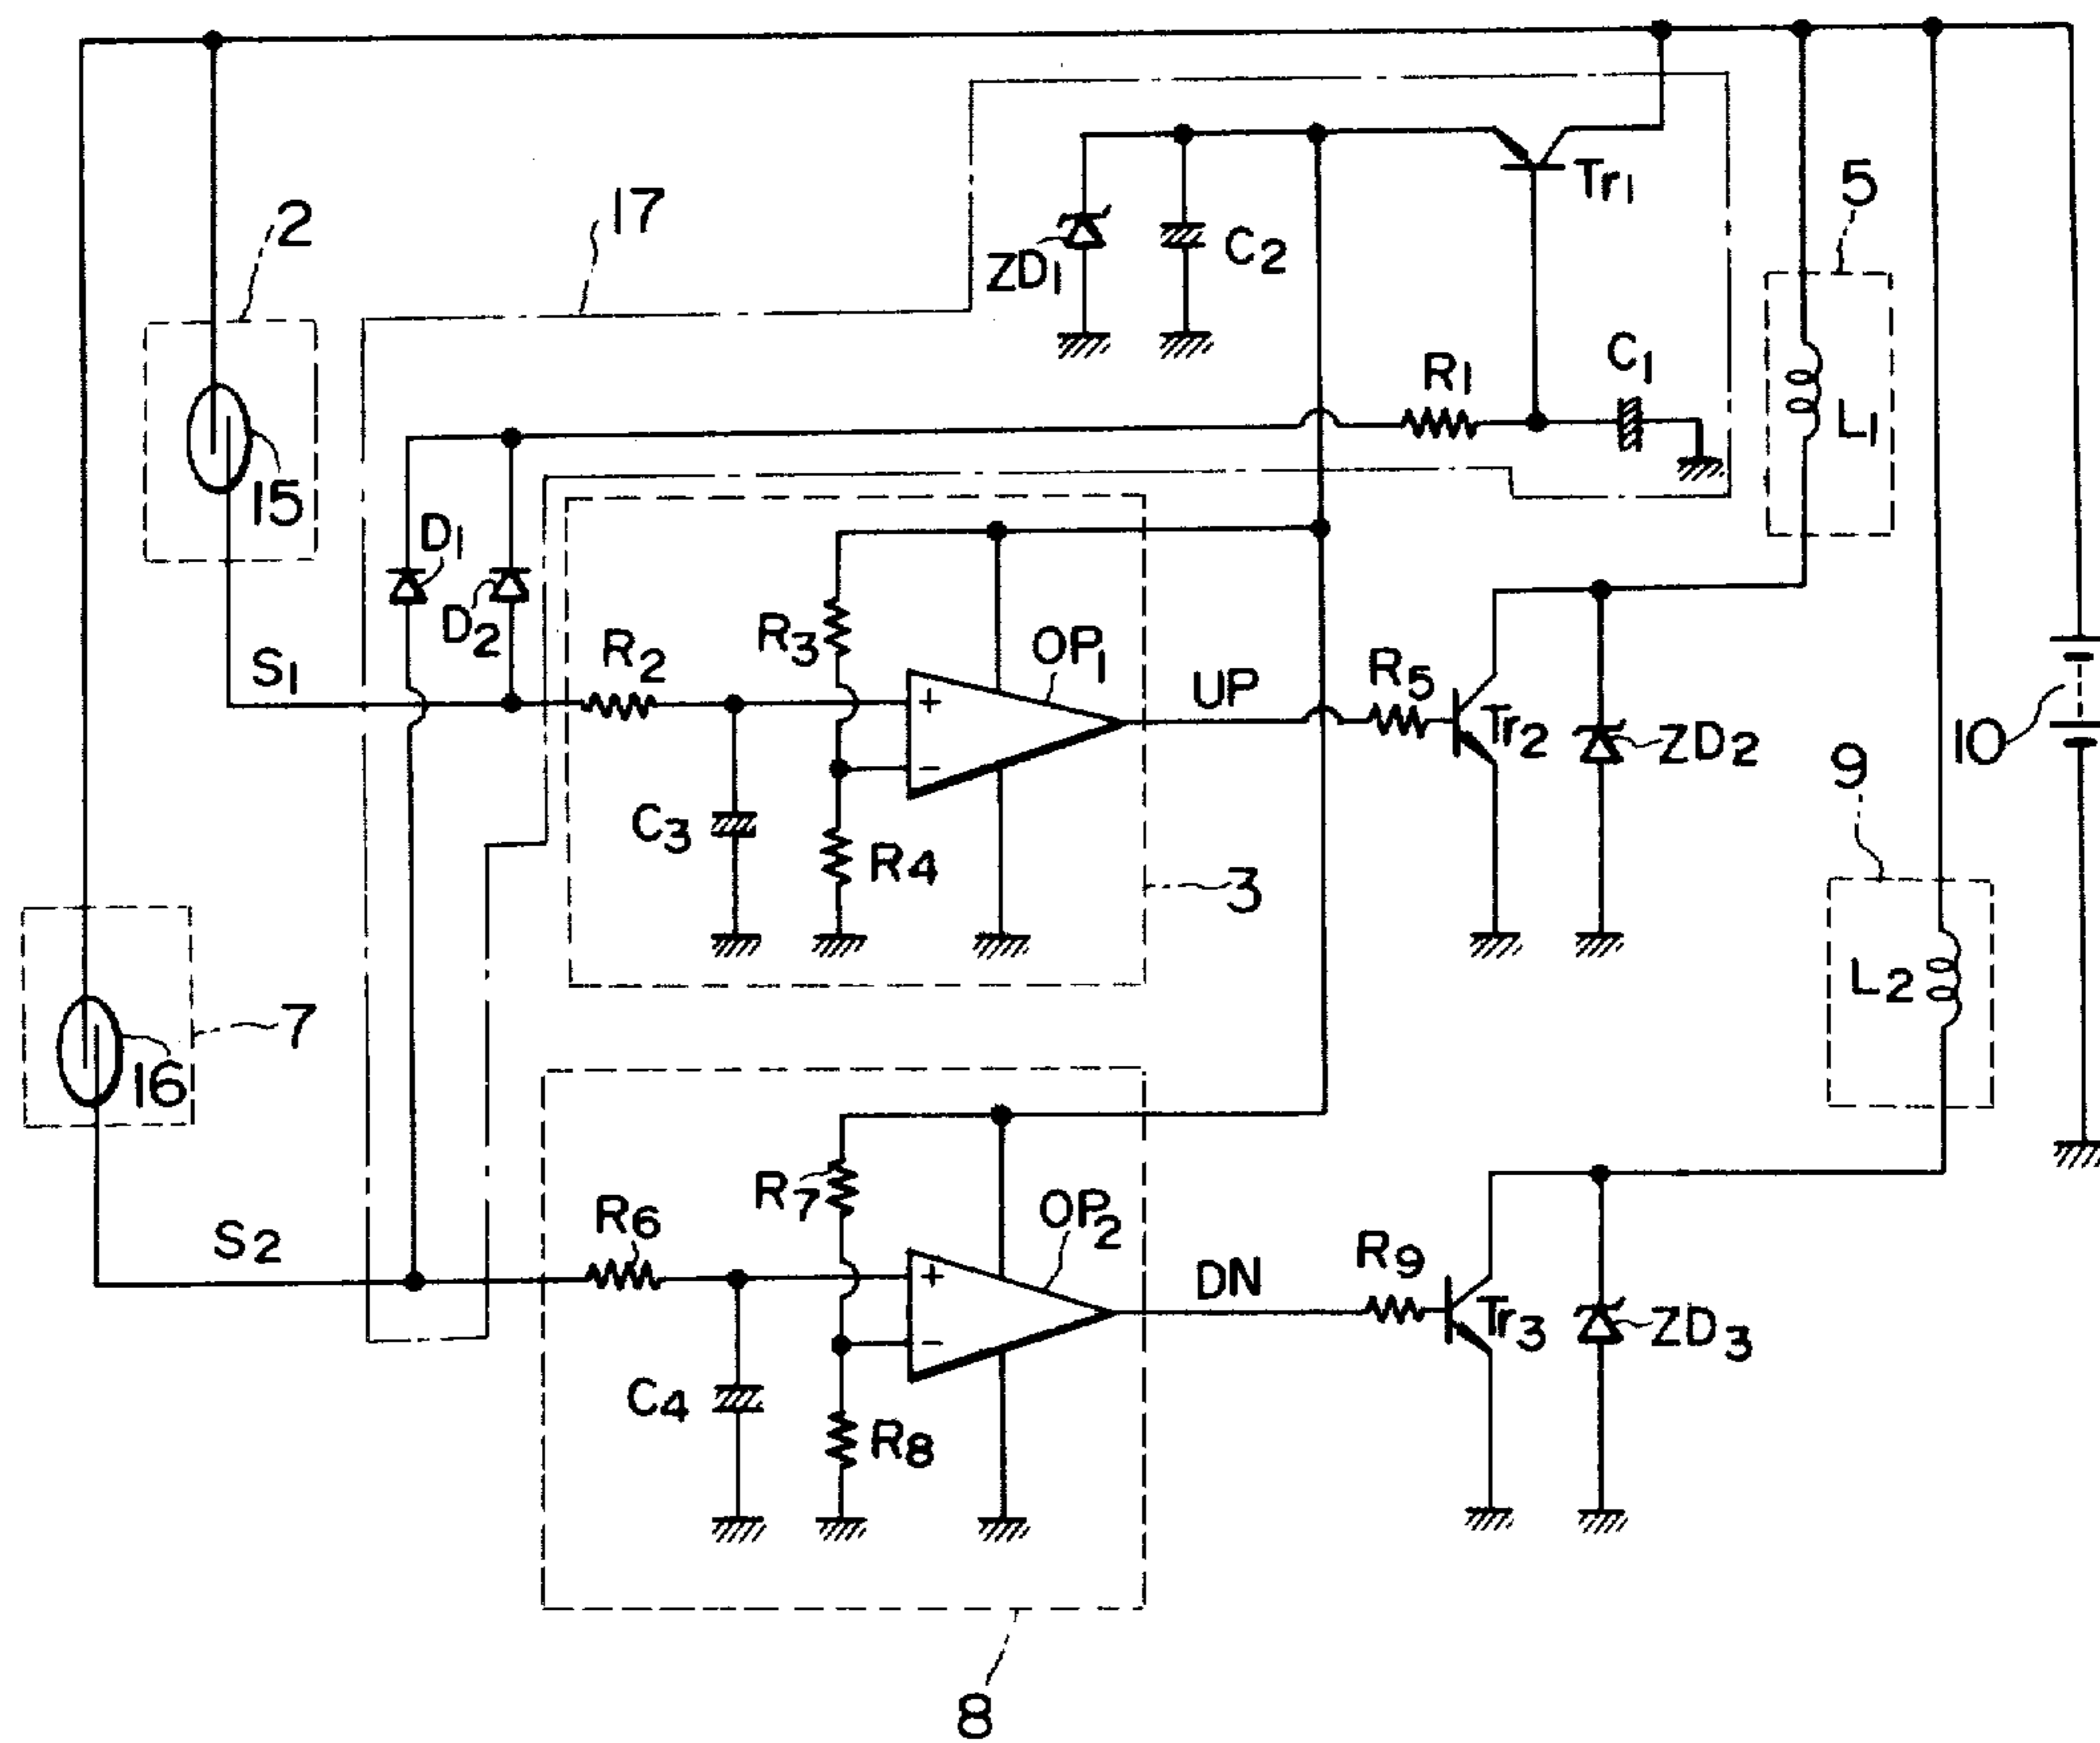 Tr1
5
17
2
ZD1
C2
C1
R1
L1
15
D1
D2
R3
OP1
R2
S1
UP
R5
Tr2
ZD2
10
9
C3
R4
3
L2
7
16
R7
OP2
R6
S2
DN
R9
Tr3
ZD3
C4
R8
8
+
−
+
−